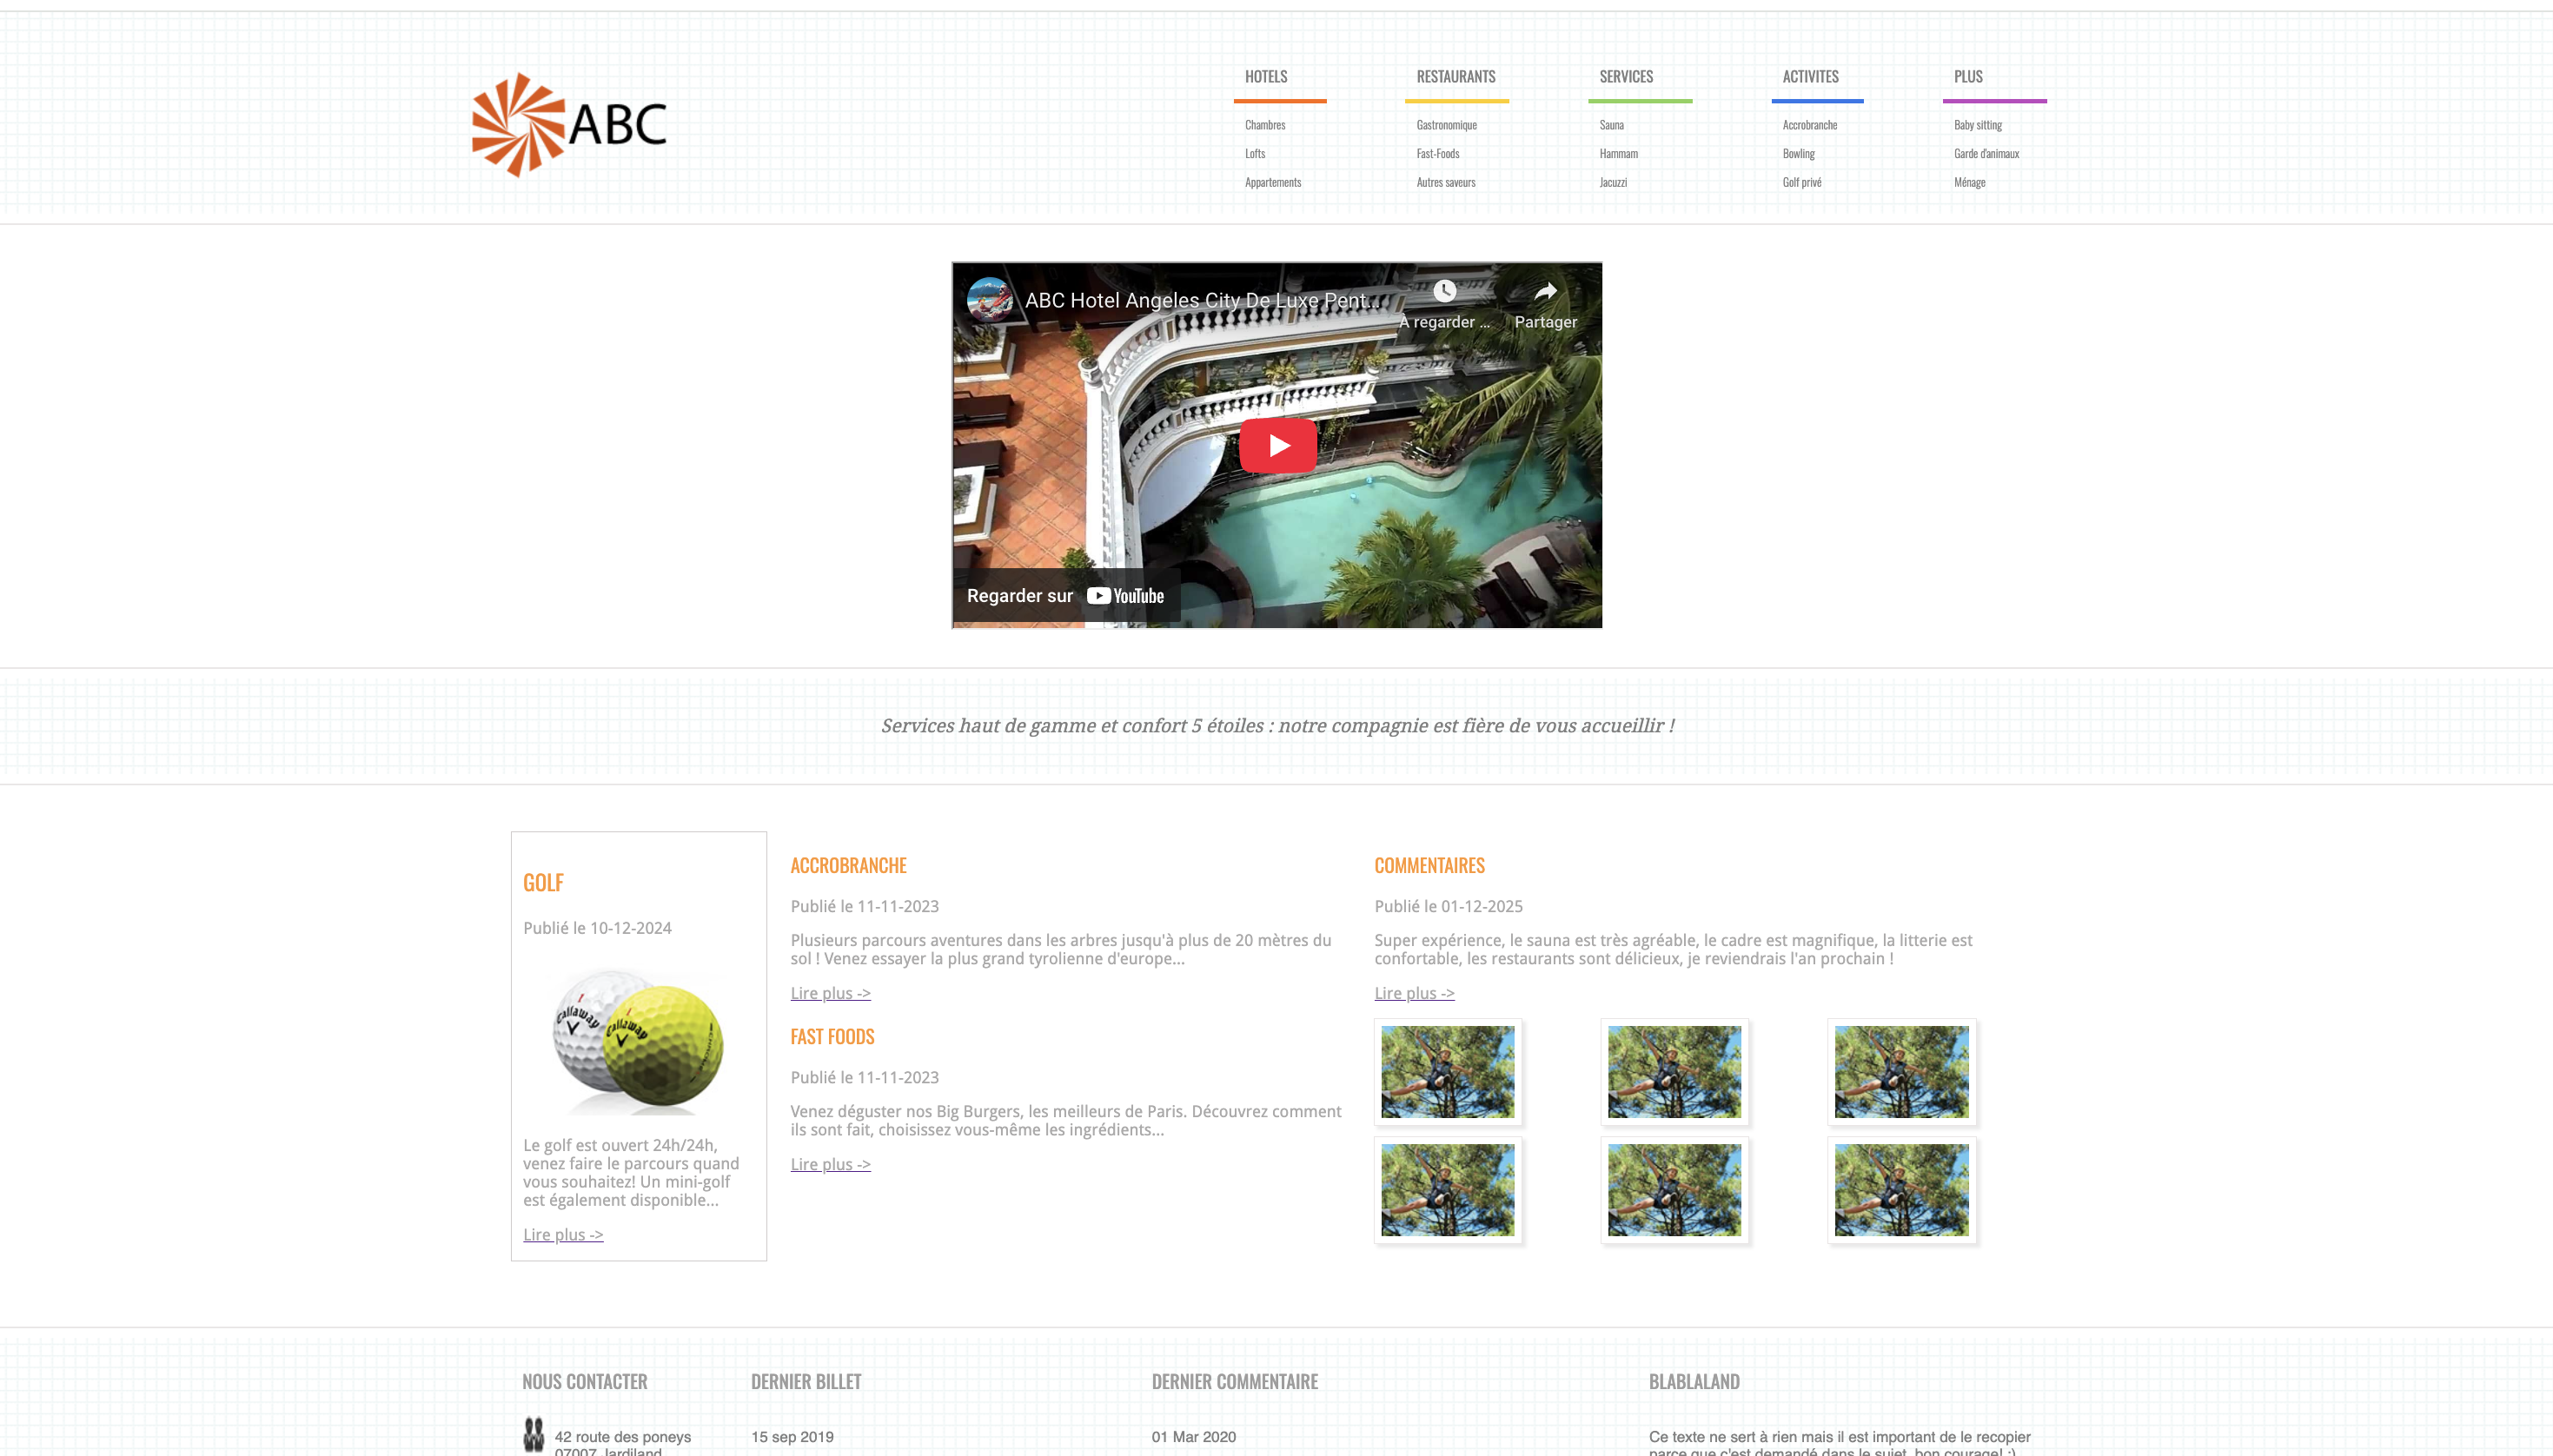 ABC
HOTELS
Chambres
Lofts
Appartements
RESTAURANTS
Gastronomique
Fast-Foods
Autres saveurs
SERVICES
Sauna
Hammam
Jacuzzi
ACTIVITES
Accrobranche
Bowling
Golf privé
PLUS
Baby sitting
Garde d'animaux
Ménage
ABC Hotel Angeles City De Luxe Pent...
À regarder ...
Partager
Regarder sur YouTube
Services haut de gamme et confort 5 étoiles : notre compagnie est fière de vous accueillir !
GOLF
Publié le 10-12-2024
Callaway
Callaway
Le golf est ouvert 24h/24h,
venez faire le parcours quand
vous souhaitez! Un mini-golf
est également disponible...
Lire plus ->
ACCROBRANCHE
Publié le 11-11-2023
Plusieurs parcours aventures dans les arbres jusqu'à plus de 20 mètres du
sol ! Venez essayer la plus grand tyrolienne d'europe...
Lire plus ->
FAST FOODS
Publié le 11-11-2023
Venez déguster nos Big Burgers, les meilleurs de Paris. Découvrez comment
ils sont fait, choisissez vous-même les ingrédients...
Lire plus ->
COMMENTAIRES
Publié le 01-12-2025
Super expérience, le sauna est très agréable, le cadre est magnifique, la litterie est
confortable, les restaurants sont délicieux, je reviendrais l'an prochain !
Lire plus ->
NOUS CONTACTER
42 route des poneys
07007 Jardiland
DERNIER BILLET
15 sep 2019
DERNIER COMMENTAIRE
01 Mar 2020
BLABLALAND
Ce texte ne sert à rien mais il est important de le recopier
parce que c'est demandé dans le sujet, bon courage! :)